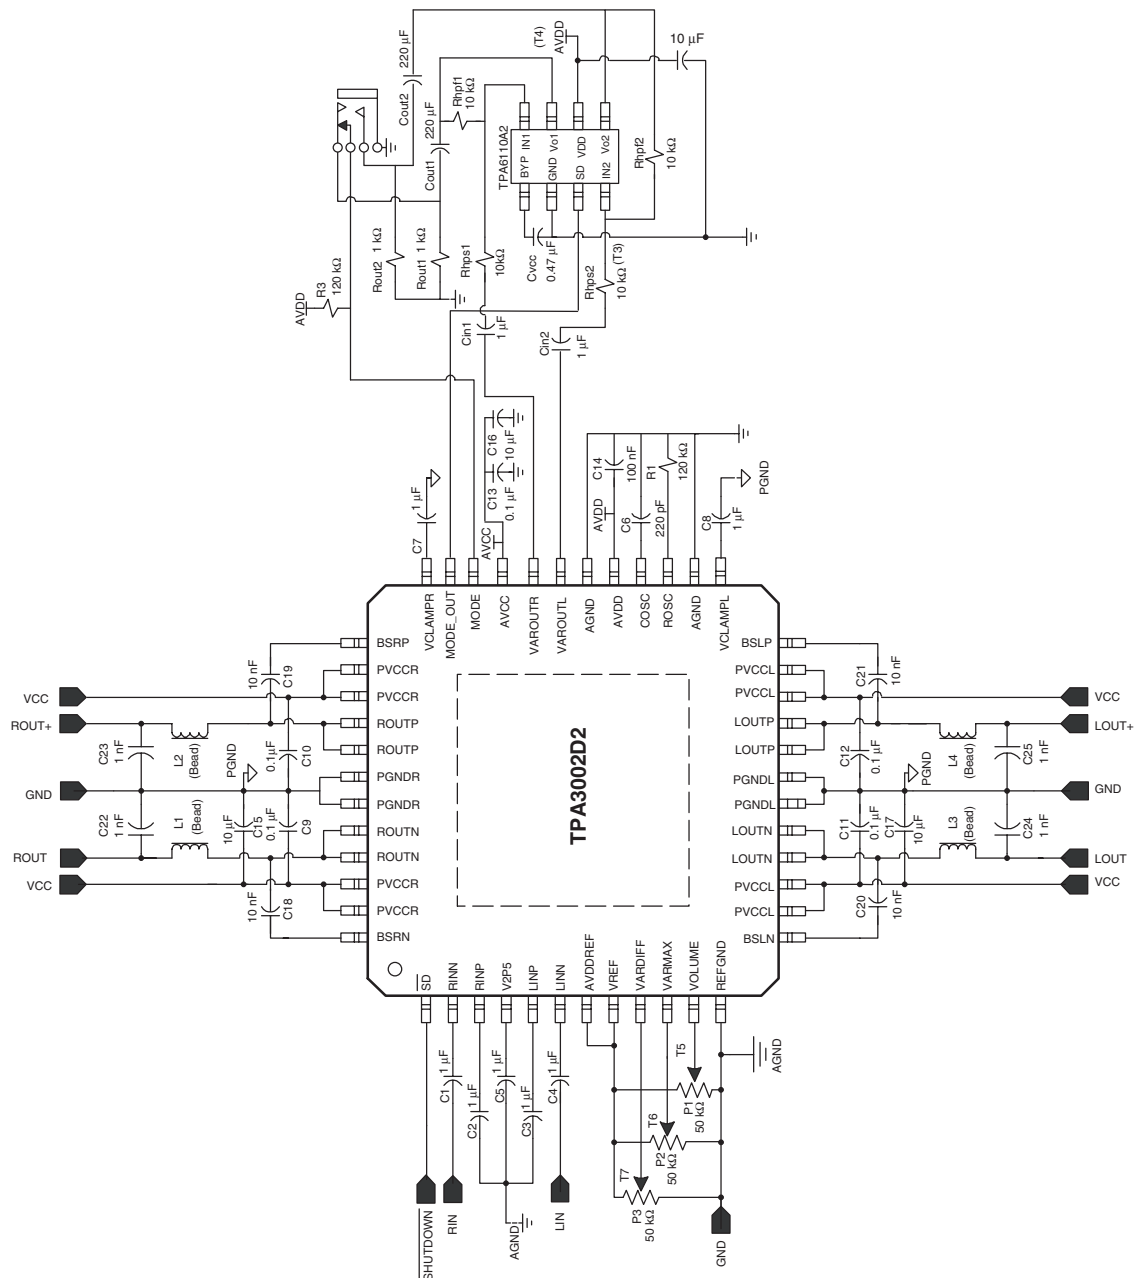 220 µF
Cout2
220 µF
Cout1
Rhpf1
10 kΩ
(T4)
AVDD
10 µF
TPA6110A2
BYP IN1
GND Vo1
SD VDD
IN2 Vo2
Rhpf2
10 kΩ
AVDD
R3
120 kΩ
Rout2 1 kΩ
Rout1 1 kΩ
Rhps1
10kΩ
Cvcc
0.47 µF
Rhps2
10 kΩ (T3)
Cin1
1 µF
Cin2
1 µF
C7
1 µF
AVCC
C13
0.1 µF
C16
10 µF
AVDD
C14
100 nF
C6
220 pF
R1
120 kΩ
C8
1 µF
PGND
VCLAMPR
MODE_OUT
MODE
AVCC
VAROUTR
VAROUTL
AGND
AVDD
COSC
ROSC
AGND
VCLAMPL
VCC
ROUT+
GND
ROUT
VCC
C23
1 nF
C22
1 nF
L2
(Bead)
L1
(Bead)
PGND
10 nF
C19
0.1µF
C10
10 µF
C15
0.1 µF
C9
10 nF
C18
BSRP
PVCCR
PVCCR
ROUTP
ROUTP
PGNDR
PGNDR
ROUTN
ROUTN
PVCCR
PVCCR
BSRN
TPA3002D2
BSLP
PVCCL
PVCCL
LOUTP
LOUTP
PGNDL
PGNDL
LOUTN
LOUTN
PVCCL
PVCCL
BSLN
C21
10 nF
C12
0.1 µF
C11
0.1 µF
C17
10 µF
C20
10 nF
PGND
L4
(Bead)
L3
(Bead)
C25
1 nF
C24
1 nF
VCC
LOUT+
GND
LOUT
VCC
SD
RINN
RINP
V2P5
LINP
LINN
AVDDREF
VREF
VARDIFF
VARMAX
VOLUME
REFGND
C1
1 µF
C2
1 µF
C5
1 µF
C3
1 µF
C4
1 µF
SHUTDOWN
RIN
AGND
LIN
T5
P1
50 kΩ
T6
P2
50 kΩ
T7
P3
50 kΩ
AGND
GND